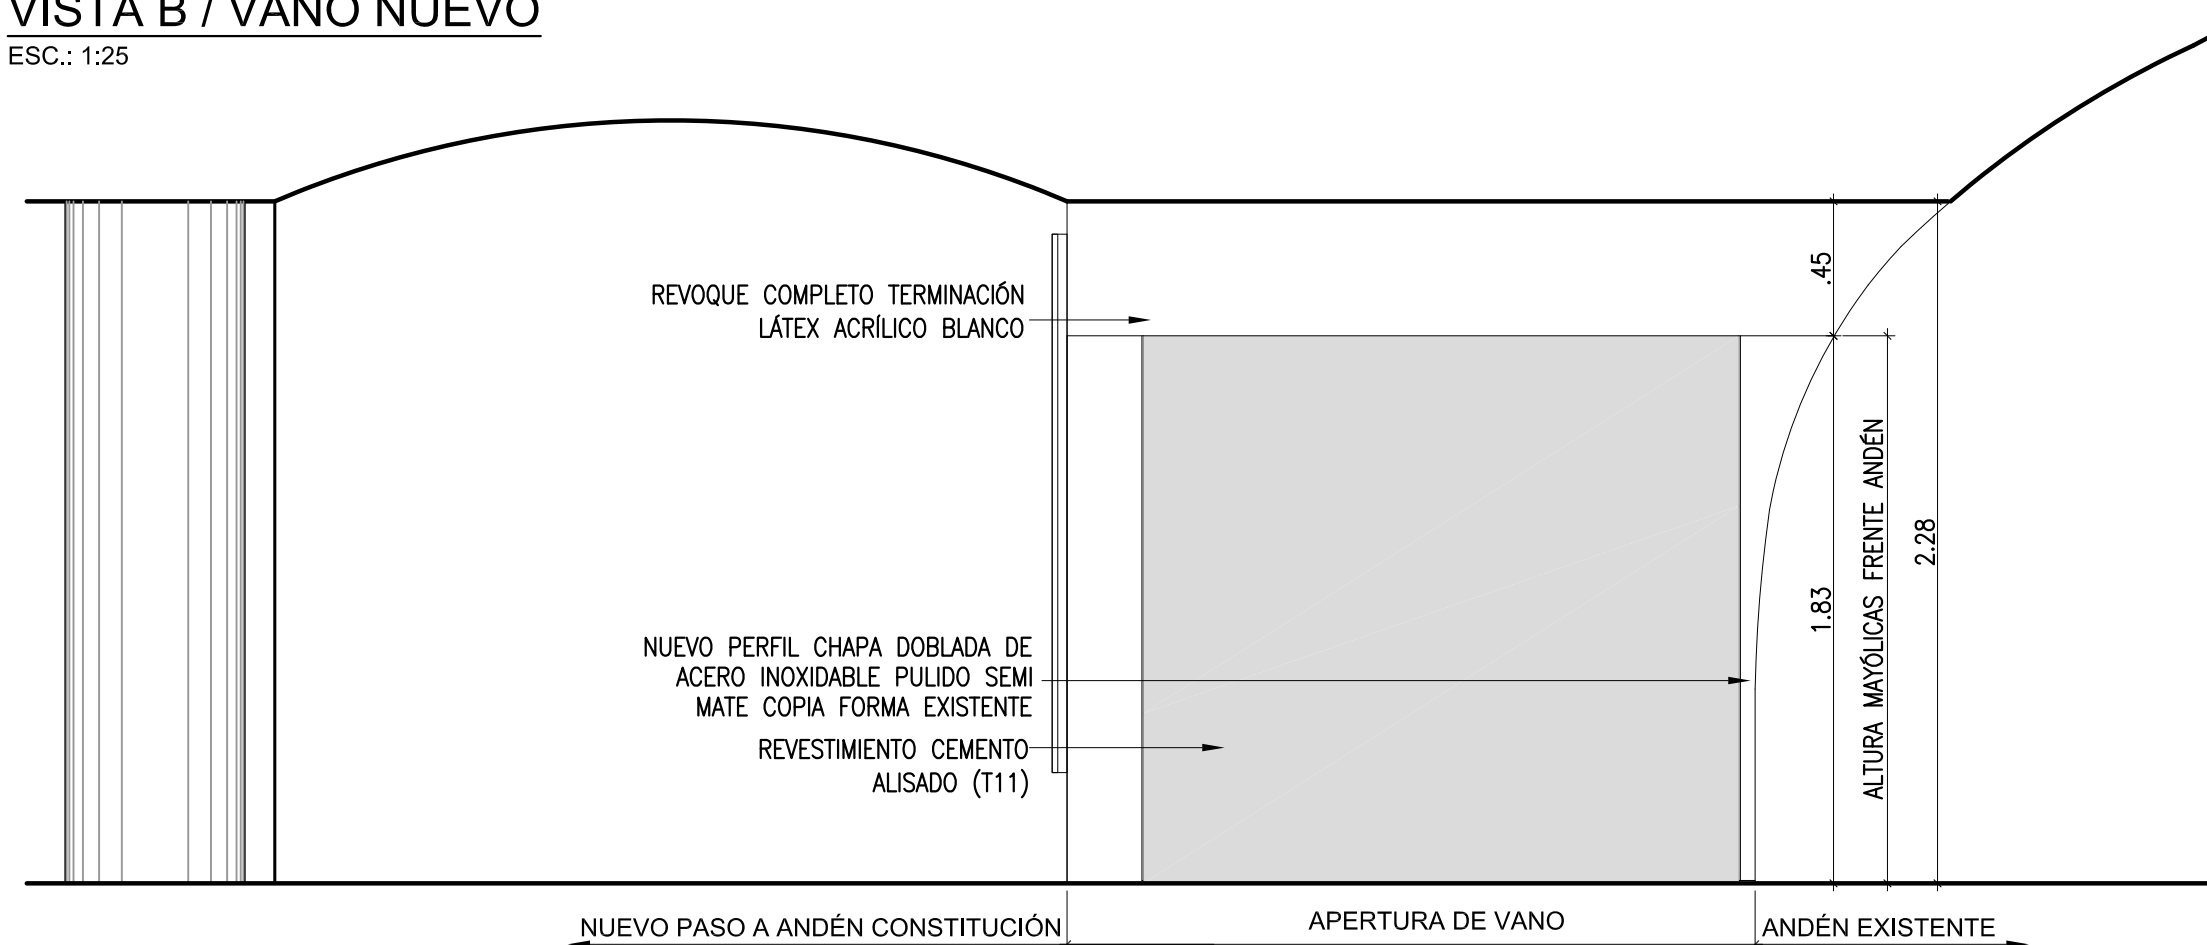 VISTA B / VANO NUEVO
ESC.: 1:25
REVOQUE COMPLETO TERMINACIÓN
LÁTEX ACRÍLICO BLANCO
.45
NUEVO PERFIL CHAPA DOBLADA DE
ACERO INOXIDABLE PULIDO SEMI
MATE COPIA FORMA EXISTENTE
REVESTIMIENTO CEMENTO
ALISADO (T11)
1.83
ALTURA MAYÓLICAS FRENTE ANDÉN
2.28
NUEVO PASO A ANDÉN CONSTITUCIÓN
APERTURA DE VANO
ANDÉN EXISTENTE